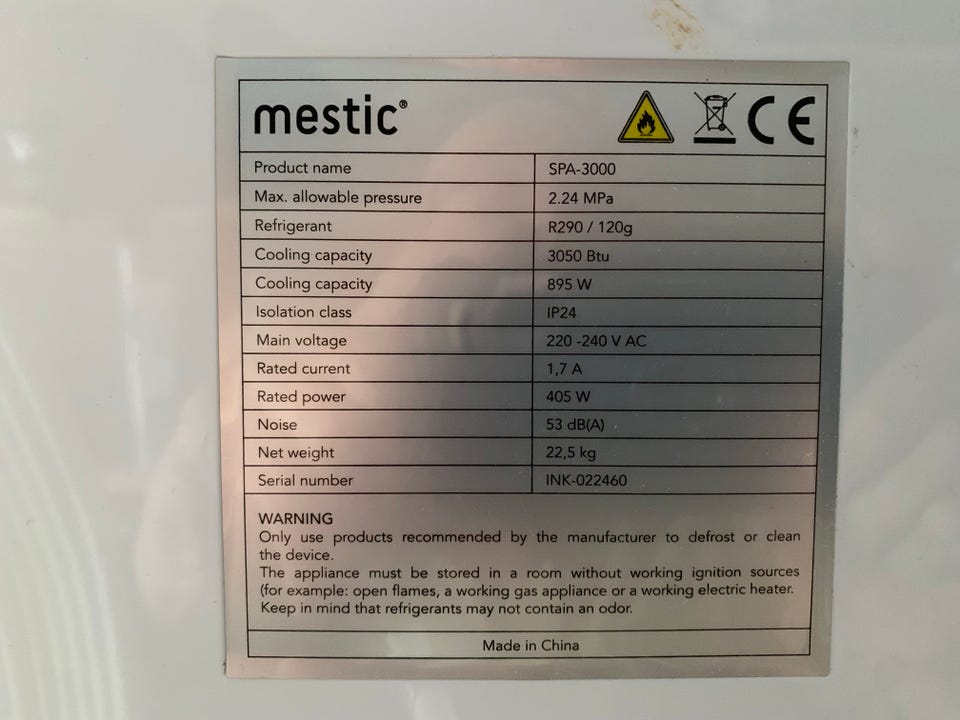 mestic®
CE
Product name SPA-3000
Max. allowable pressure 2.24 MPa
Refrigerant R290 / 120g
Cooling capacity 3050 Btu
Cooling capacity 895 W
Isolation class IP24
Main voltage 220 -240 V AC
Rated current 1,7 A
Rated power 405 W
Noise 53 dB(A)
Net weight 22,5 kg
Serial number INK-022460
WARNING
Only use products recommended by the manufacturer to defrost or clean
the device.
The appliance must be stored in a room without working ignition sources
(for example: open flames, a working gas appliance or a working electric heater.
Keep in mind that refrigerants may not contain an odor.
Made in China